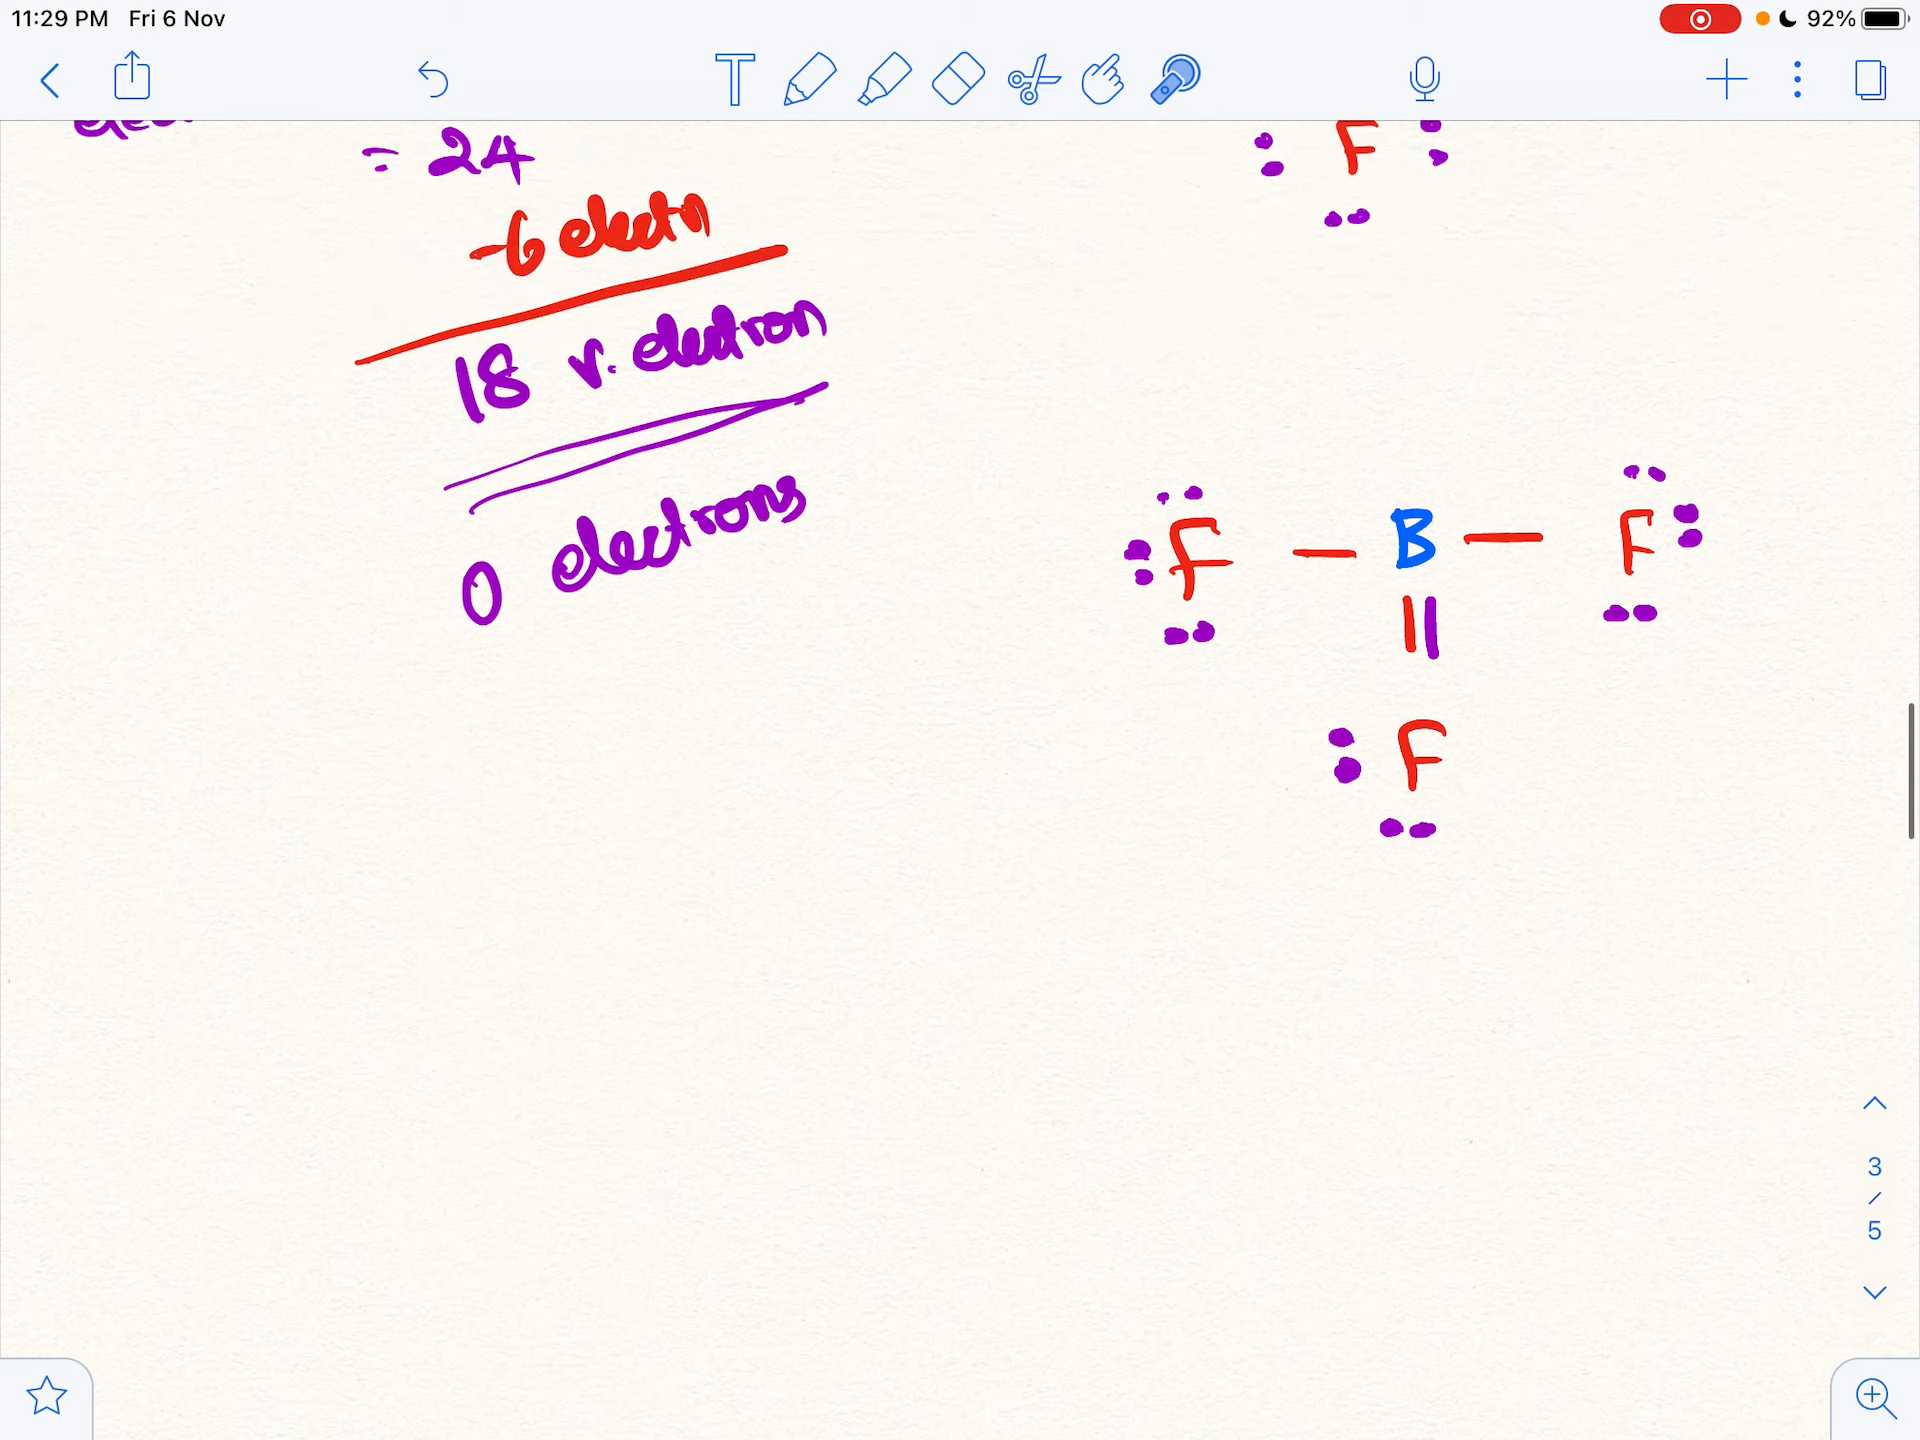 11:29 PM Fri 6 Nov
92%
T
= 24
F
-6 electn
18 v. electron
0 electrons
F — B — F
F
3
/
5